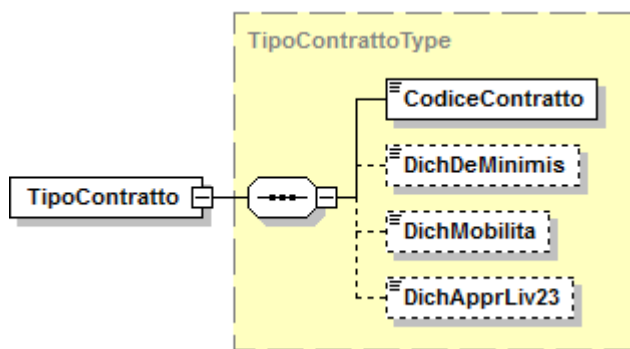 TipoContrattoType
CodiceContratto
DichDeMinimis
TipoContratto
DichMobilita
DichApprLiv23